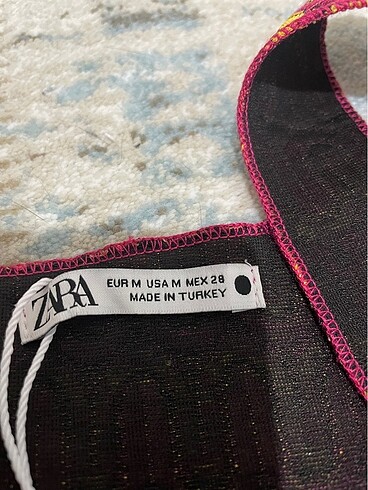 ZARA
EUR M USA M MEX 28
MADE IN TURKEY